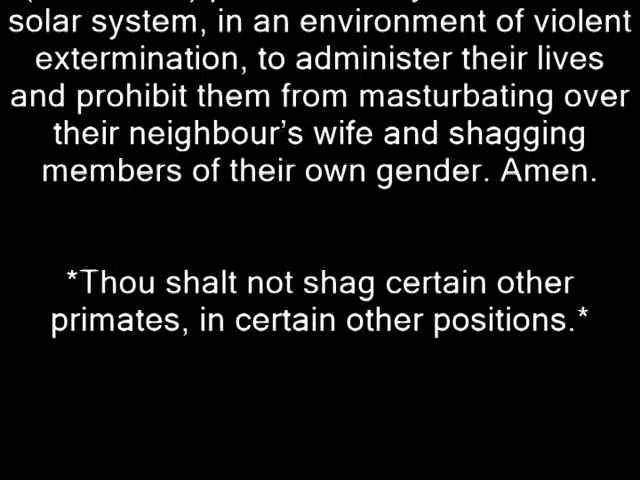 solar system, in an environment of violent
extermination, to administer their lives
and prohibit them from masturbating over
their neighbour’s wife and shagging
members of their own gender. Amen.
*Thou shalt not shag certain other
primates, in certain other positions.*